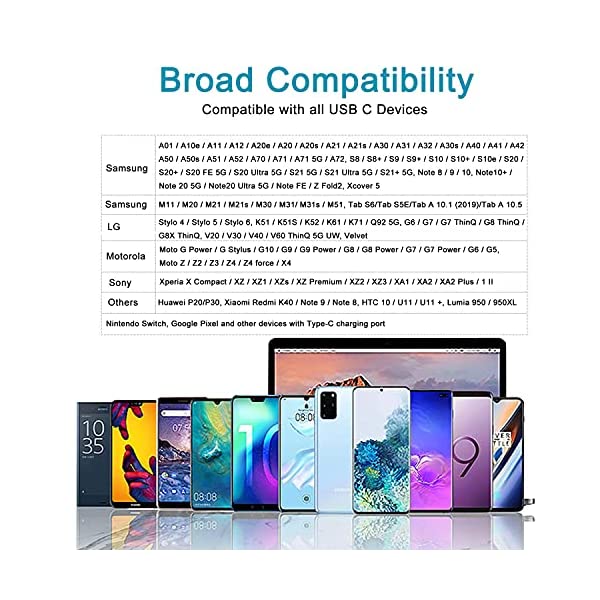 Broad Compatibility
Compatible with all USB C Devices
Samsung
A01 / A10e / A11 / A12 / A20e / A20 / A20s / A21 / A21s / A30 / A31 / A32 / A30s / A40 / A41 / A42
A50 / A50s / A51 / A52 / A70 / A71 / A71 5G / A72, S8 / S8+ / S9 / S9+ / S10 / S10+ / S10e / S20 /
S20+ / S20 FE 5G / S20 Ultra 5G / S21 5G / S21 Ultra 5G / S21+ 5G, Note 8 / 9 / 10, Note10+ /
Note 20 5G / Note20 Ultra 5G / Note FE / Z Fold2, Xcover 5
Samsung
M11 / M20 / M21 / M21s / M30 / M31/ M31s / M51, Tab S6/Tab S5E/Tab A 10.1 (2019)/Tab A 10.5
LG
Stylo 4 / Stylo 5 / Stylo 6, K51 / K51S / K52 / K61 / K71 / Q92 5G, G6 / G7 / G7 ThinQ / G8 ThinQ /
G8X ThinQ, V20 / V30 / V40 / V60 ThinQ 5G UW, Velvet
Motorola
Moto G Power / G Stylus / G10 / G9 / G9 Power / G8 / G8 Power / G7 / G7 Power / G6 / G5,
Moto Z / Z2 / Z3 / Z4 / Z4 force / X4
Sony
Xperia X Compact / XZ / XZ1 / XZs / XZ Premium / XZ2 / XZ3 / XA1 / XA2 / XA2 Plus / 1 II
Others
Huawei P20/P30, Xiaomi Redmi K40 / Note 9 / Note 8, HTC 10 / U11 / U11 +, Lumia 950 / 950XL
Nintendo Switch, Google Pixel and other devices with Type-C charging port
10
35
08:08
10
08:08
9